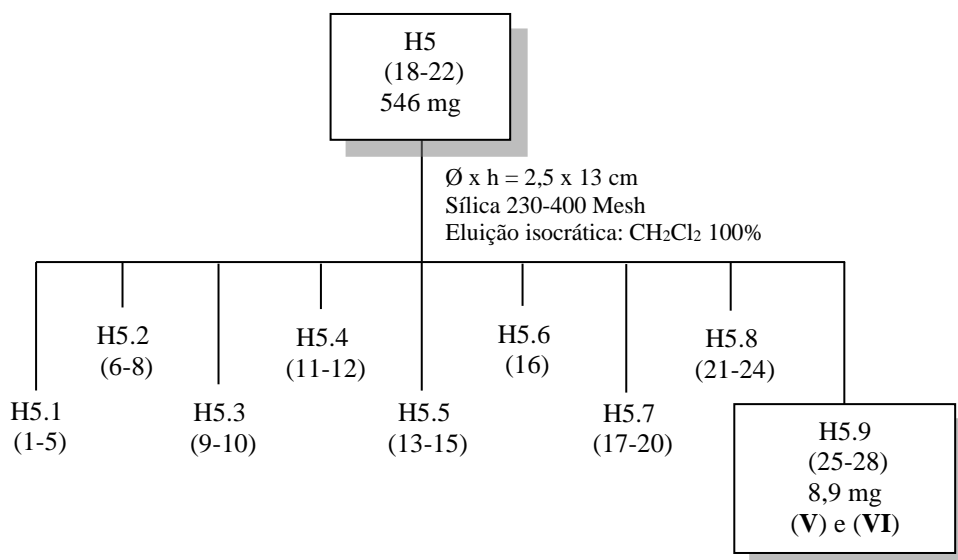 H5
(18-22)
546 mg
Ø x h = 2,5 x 13 cm
Sílica 230-400 Mesh
Eluição isocrática: CH₂Cl₂ 100%
H5.1
(1-5)
H5.2
(6-8)
H5.3
(9-10)
H5.4
(11-12)
H5.5
(13-15)
H5.6
(16)
H5.7
(17-20)
H5.8
(21-24)
H5.9
(25-28)
8,9 mg
(V) e (VI)